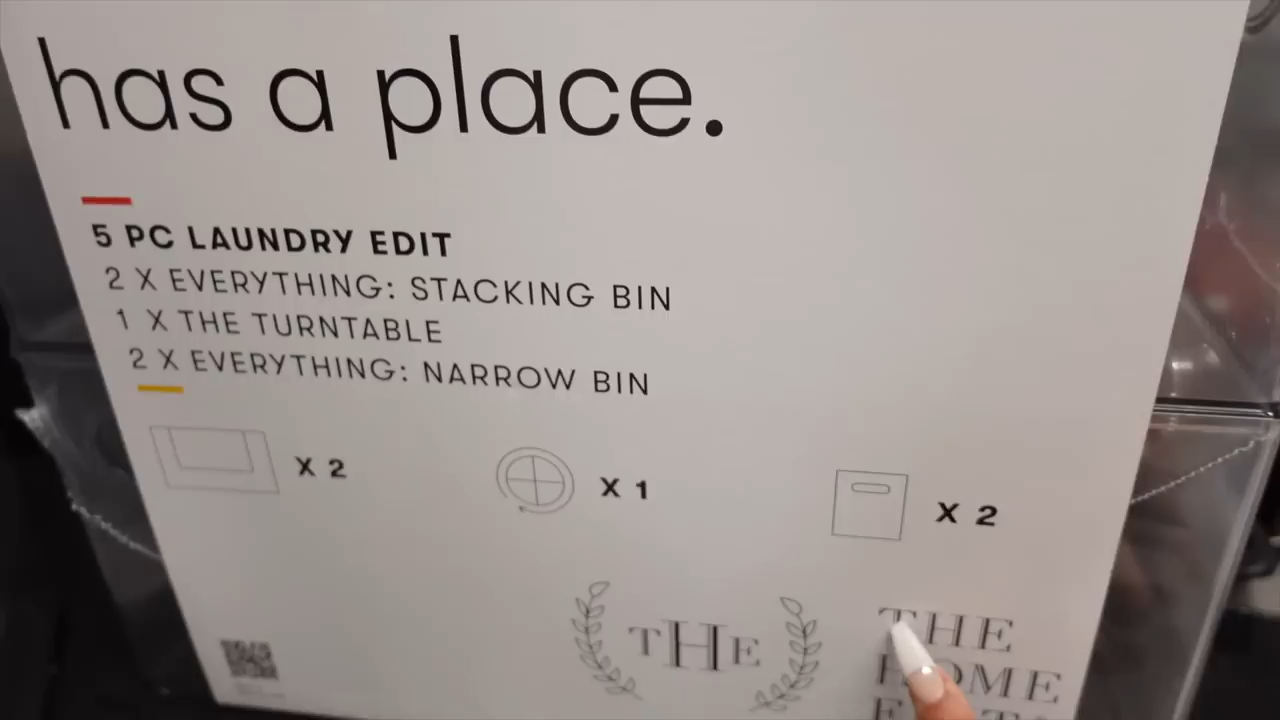 has a place.
5 PC LAUNDRY EDIT
2 X EVERYTHING: STACKING BIN
1 X THE TURNTABLE
2 X EVERYTHING: NARROW BIN
X 2
X 1
X 2
THE
THE
HOME